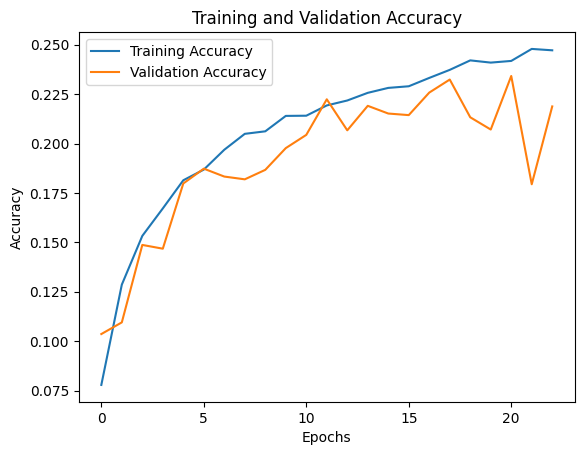 Training and Validation Accuracy
Training Accuracy
Validation Accuracy
Accuracy
0.250
0.225
0.200
0.175
0.150
0.125
0.100
0.075
0 5 10 15 20
Epochs